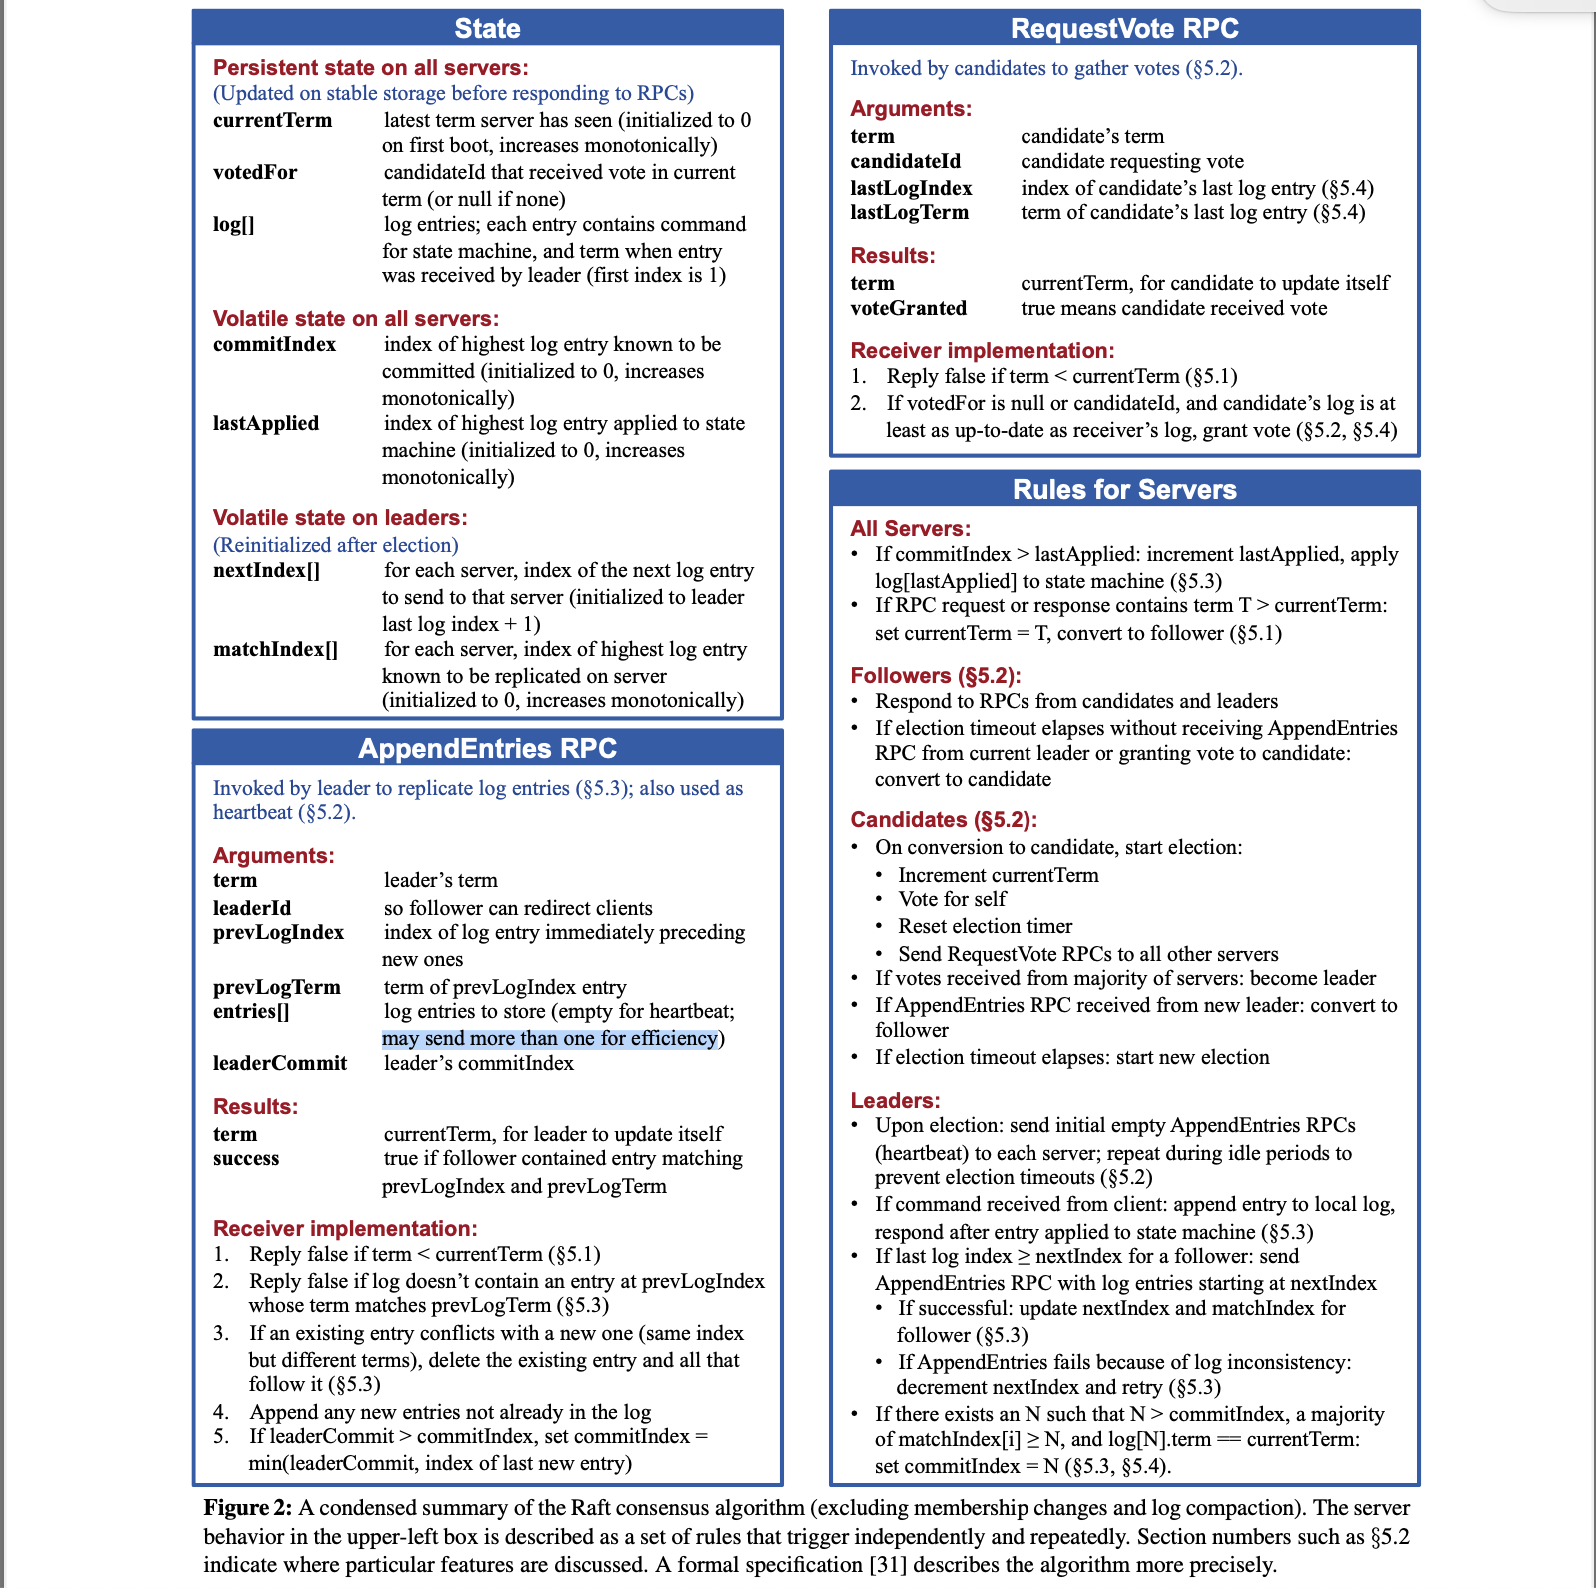 State
Persistent state on all servers:
(Updated on stable storage before responding to RPCs)
currentTerm latest term server has seen (initialized to 0
on first boot, increases monotonically)
votedFor candidateId that received vote in current
term (or null if none)
log[] log entries; each entry contains command
for state machine, and term when entry
was received by leader (first index is 1)
Volatile state on all servers:
commitIndex index of highest log entry known to be
committed (initialized to 0, increases
monotonically)
lastApplied index of highest log entry applied to state
machine (initialized to 0, increases
monotonically)
Volatile state on leaders:
(Reinitialized after election)
nextIndex[] for each server, index of the next log entry
to send to that server (initialized to leader
last log index + 1)
matchIndex[] for each server, index of highest log entry
known to be replicated on server
(initialized to 0, increases monotonically)
AppendEntries RPC
Invoked by leader to replicate log entries (§5.3); also used as
heartbeat (§5.2).
Arguments:
term leader’s term
leaderId so follower can redirect clients
prevLogIndex index of log entry immediately preceding
new ones
prevLogTerm term of prevLogIndex entry
entries[] log entries to store (empty for heartbeat;
may send more than one for efficiency)
leaderCommit leader’s commitIndex
Results:
term currentTerm, for leader to update itself
success true if follower contained entry matching
prevLogIndex and prevLogTerm
Receiver implementation:
1. Reply false if term < currentTerm (§5.1)
2. Reply false if log doesn’t contain an entry at prevLogIndex
whose term matches prevLogTerm (§5.3)
3. If an existing entry conflicts with a new one (same index
but different terms), delete the existing entry and all that
follow it (§5.3)
4. Append any new entries not already in the log
5. If leaderCommit > commitIndex, set commitIndex =
min(leaderCommit, index of last new entry)
RequestVote RPC
Invoked by candidates to gather votes (§5.2).
Arguments:
term candidate’s term
candidateId candidate requesting vote
lastLogIndex index of candidate’s last log entry (§5.4)
lastLogTerm term of candidate’s last log entry (§5.4)
Results:
term currentTerm, for candidate to update itself
voteGranted true means candidate received vote
Receiver implementation:
1. Reply false if term < currentTerm (§5.1)
2. If votedFor is null or candidateId, and candidate’s log is at
least as up-to-date as receiver’s log, grant vote (§5.2, §5.4)
Rules for Servers
All Servers:
• If commitIndex > lastApplied: increment lastApplied, apply
log[lastApplied] to state machine (§5.3)
• If RPC request or response contains term T > currentTerm:
set currentTerm = T, convert to follower (§5.1)
Followers (§5.2):
• Respond to RPCs from candidates and leaders
• If election timeout elapses without receiving AppendEntries
RPC from current leader or granting vote to candidate:
convert to candidate
Candidates (§5.2):
• On conversion to candidate, start election:
• Increment currentTerm
• Vote for self
• Reset election timer
• Send RequestVote RPCs to all other servers
• If votes received from majority of servers: become leader
• If AppendEntries RPC received from new leader: convert to
follower
• If election timeout elapses: start new election
Leaders:
• Upon election: send initial empty AppendEntries RPCs
(heartbeat) to each server; repeat during idle periods to
prevent election timeouts (§5.2)
• If command received from client: append entry to local log,
respond after entry applied to state machine (§5.3)
• If last log index ≥ nextIndex for a follower: send
AppendEntries RPC with log entries starting at nextIndex
• If successful: update nextIndex and matchIndex for
follower (§5.3)
• If AppendEntries fails because of log inconsistency:
decrement nextIndex and retry (§5.3)
• If there exists an N such that N > commitIndex, a majority
of matchIndex[i] ≥ N, and log[N].term == currentTerm:
set commitIndex = N (§5.3, §5.4).
Figure 2: A condensed summary of the Raft consensus algorithm (excluding membership changes and log compaction). The server
behavior in the upper-left box is described as a set of rules that trigger independently and repeatedly. Section numbers such as §5.2
indicate where particular features are discussed. A formal specification [31] describes the algorithm more precisely.